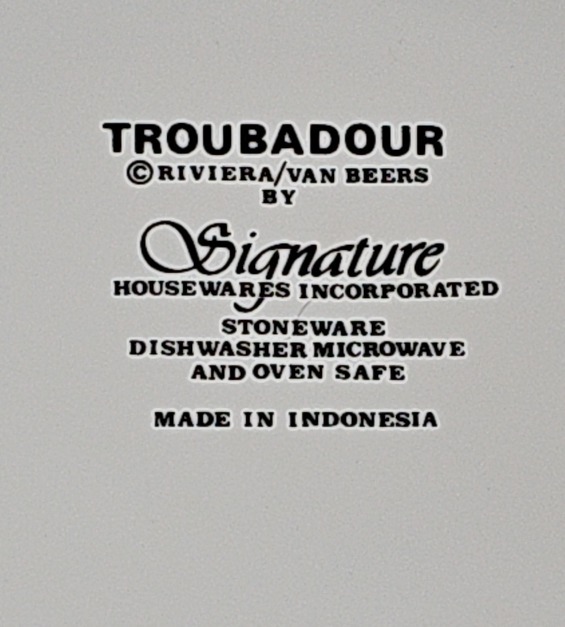 TROUBADOUR
©RIVIERA/VAN BEERS
BY
Signature
HOUSEWARES INCORPORATED
STONEWARE
DISHWASHER MICROWAVE
AND OVEN SAFE
MADE IN INDONESIA